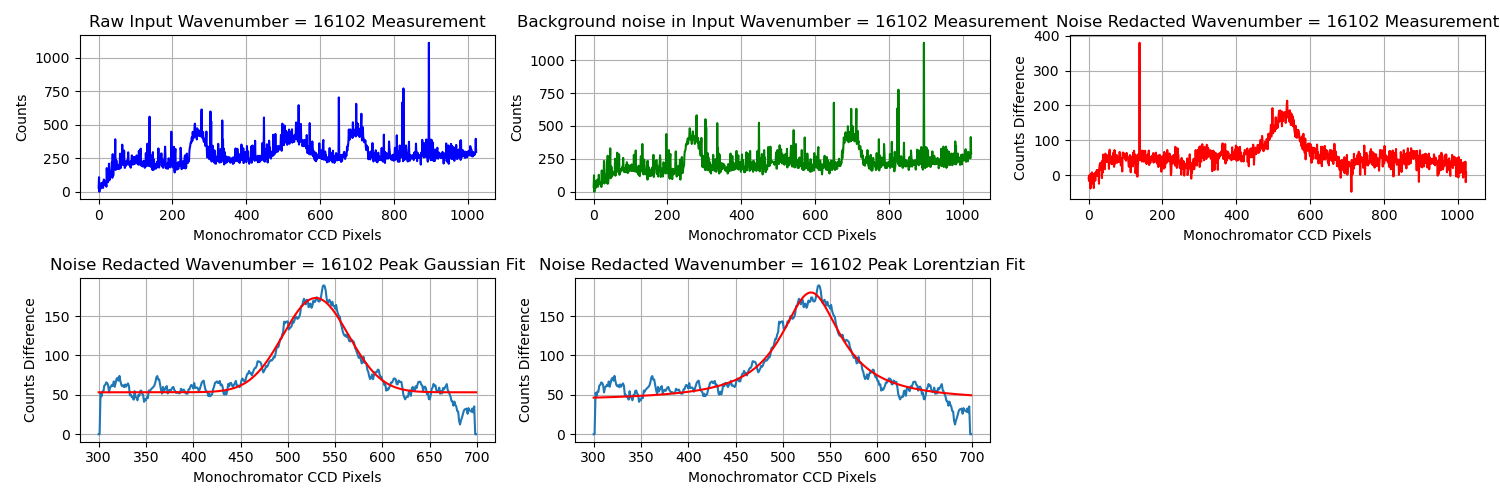 Raw Input Wavenumber = 16102 Measurement
Counts
1000
750
500
250
0
0 200 400 600 800 1000
Monochromator CCD Pixels
Background noise in Input Wavenumber = 16102 Measurement
Counts
1000
750
500
250
0
0 200 400 600 800 1000
Monochromator CCD Pixels
Noise Redacted Wavenumber = 16102 Measurement
Counts Difference
400
300
200
100
0
0 200 400 600 800 1000
Monochromator CCD Pixels
Noise Redacted Wavenumber = 16102 Peak Gaussian Fit
Counts Difference
150
100
50
0
300 350 400 450 500 550 600 650 700
Monochromator CCD Pixels
Noise Redacted Wavenumber = 16102 Peak Lorentzian Fit
Counts Difference
150
100
50
0
300 350 400 450 500 550 600 650 700
Monochromator CCD Pixels